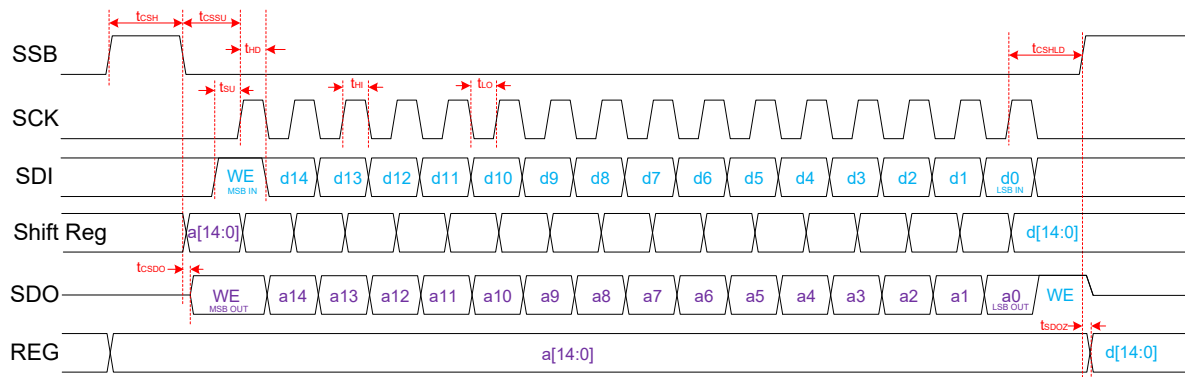 tCSH tCSSU
SSB tHD tCSHLD
tSU tHI tLO
SCK
SDI WE d14 d13 d12 d11 d10 d9 d8 d7 d6 d5 d4 d3 d2 d1 d0
MSB IN LSB IN
Shift Reg a[14:0] d[14:0]
tCSDO
SDO WE a14 a13 a12 a11 a10 a9 a8 a7 a6 a5 a4 a3 a2 a1 a0 WE
MSB OUT LSB OUT
tSDOZ
REG a[14:0] d[14:0]